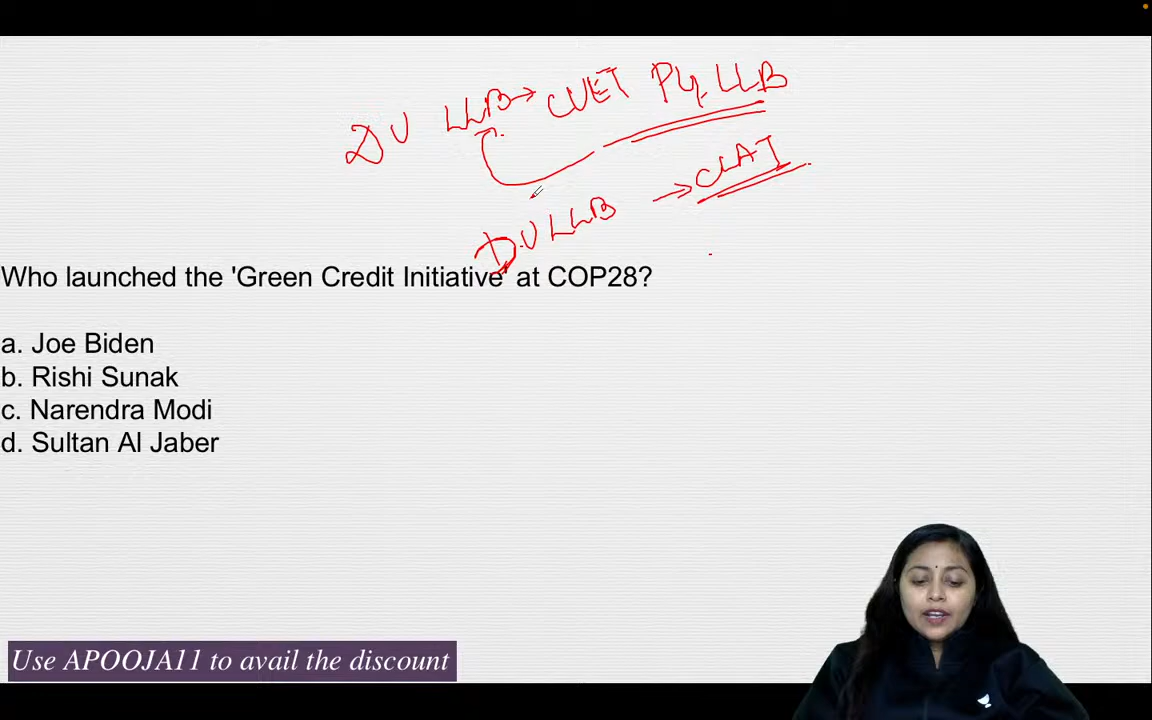 DU LLB → CUET PG LLB
DU LLB → CLAT
Who launched the 'Green Credit Initiative' at COP28?
a. Joe Biden
b. Rishi Sunak
c. Narendra Modi
d. Sultan Al Jaber
Use APOOJA11 to avail the discount